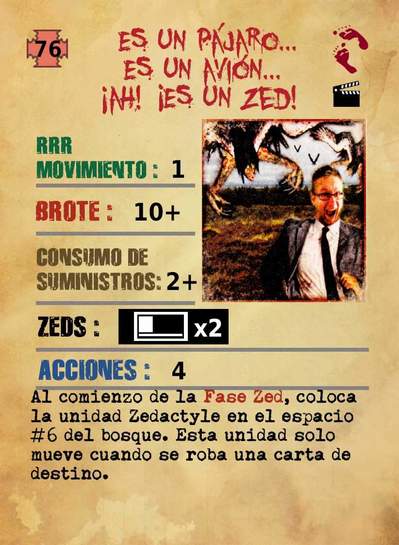 76
ES UN PÁJARO...
ES UN AVIÓN...
¡AH! ¡ES UN ZED!
RRR
MOVIMIENTO: 1
BROTE: 10+
CONSUMO DE
SUMINISTROS: 2+
ZEDS: x2
ACCIONES: 4
Al comienzo de la Fase Zed, coloca
la unidad Zedactyle en el espacio
#6 del bosque. Esta unidad solo
mueve cuando se roba una carta de
destino.